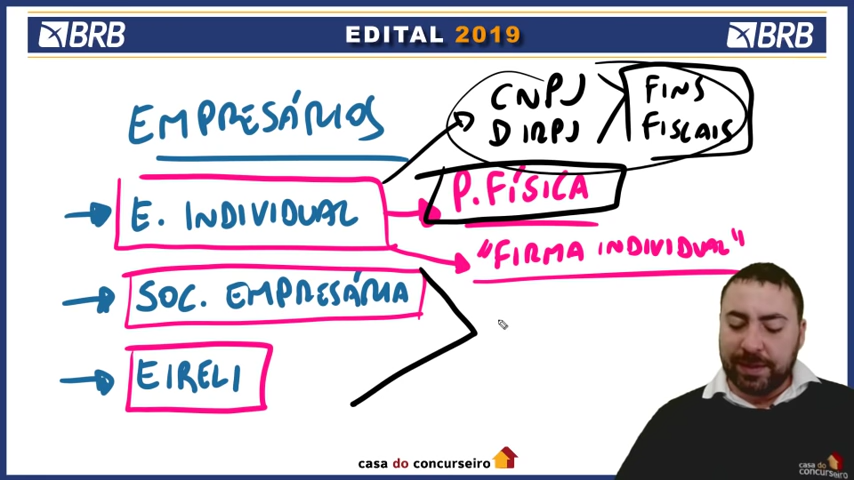 BRB
EDITAL 2019
BRB
EMPRESÁRIOS
CNPJ
DIRPJ
FINS
FISCAIS
E. INDIVIDUAL
P. FÍSICA
"FIRMA INDIVIDUAL"
SOC. EMPRESÁRIA
EIRELI
casa do concurseiro
casa do
concurseiro